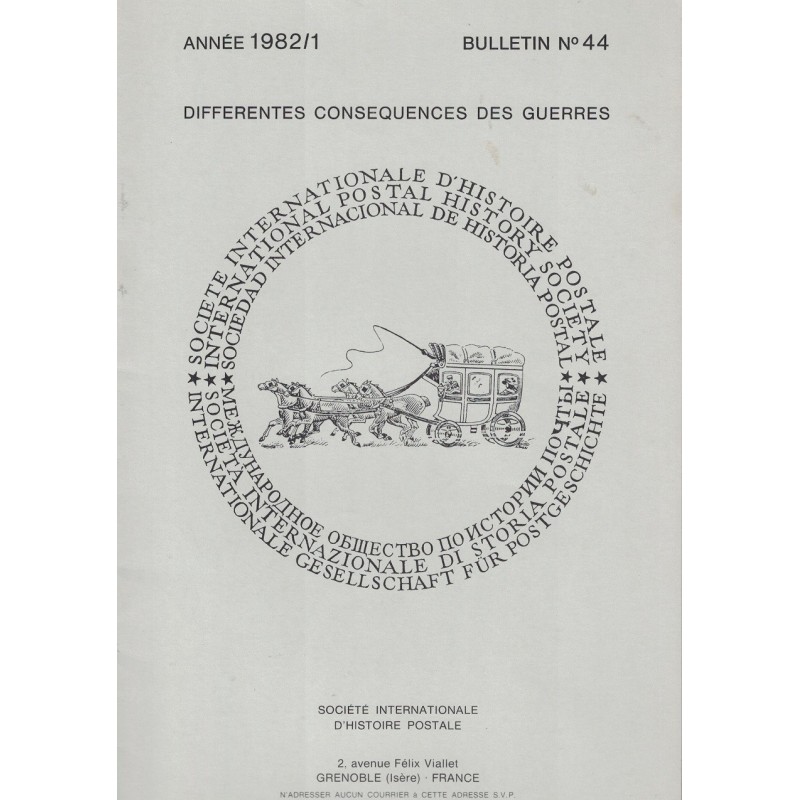 ANNÉE 1982/1 BULLETIN Nº 44
DIFFERENTES CONSEQUENCES DES GUERRES
★ SOCIETE INTERNATIONALE D'HISTOIRE POSTALE ★
★ INTERNATIONAL POSTAL HISTORY SOCIETY ★
★ SOCIEDAD INTERNACIONAL DE HISTORIA POSTAL ★
МЕЖДУНАРОДНОЕ ОБЩЕСТВО ПО ИСТОРИИ ПОЧТЫ
SOCIETÀ INTERNAZIONALE DI STORIA POSTALE
INTERNATIONALE GESELLSCHAFT FÜR POSTGESCHICHTE
SOCIÉTÉ INTERNATIONALE
D'HISTOIRE POSTALE
2, avenue Félix Viallet
GRENOBLE (Isère) - FRANCE
N'ADRESSER AUCUN COURRIER à CETTE ADRESSE S.V.P.